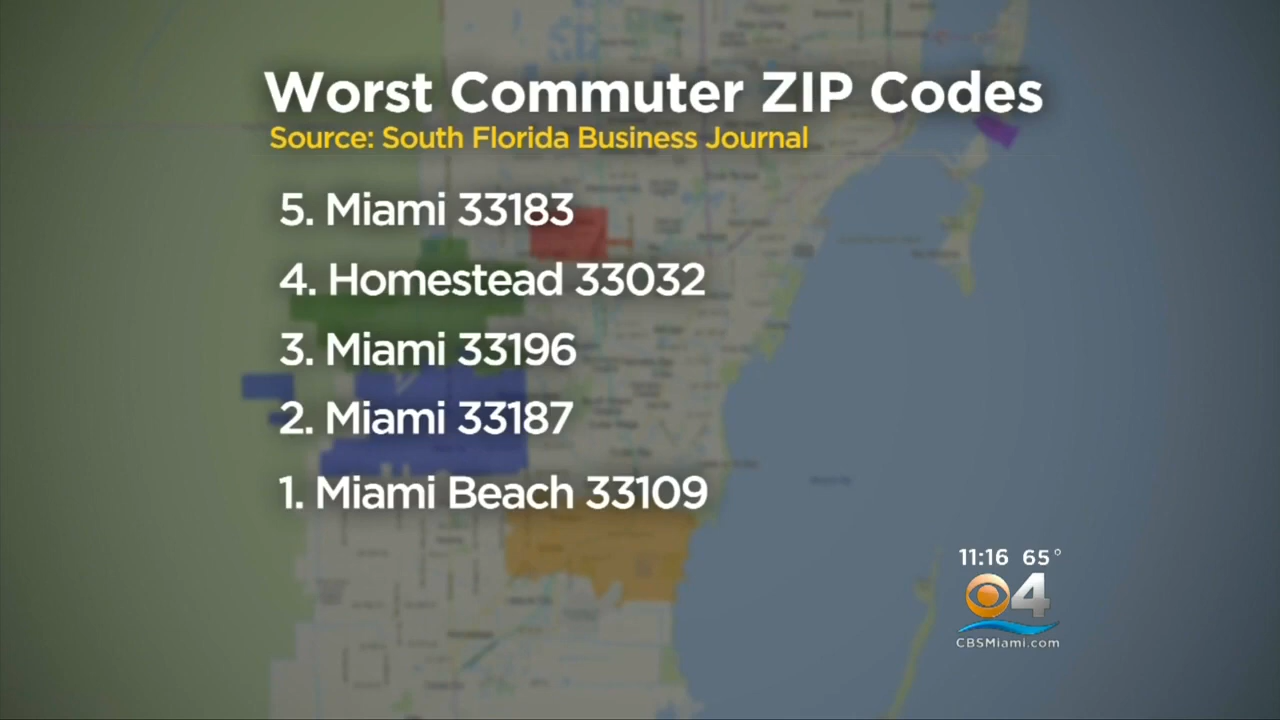 Worst Commuter ZIP Codes
Source: South Florida Business Journal
5. Miami 33183
4. Homestead 33032
3. Miami 33196
2. Miami 33187
1. Miami Beach 33109
11:16 65°
4
CBSMiami.com